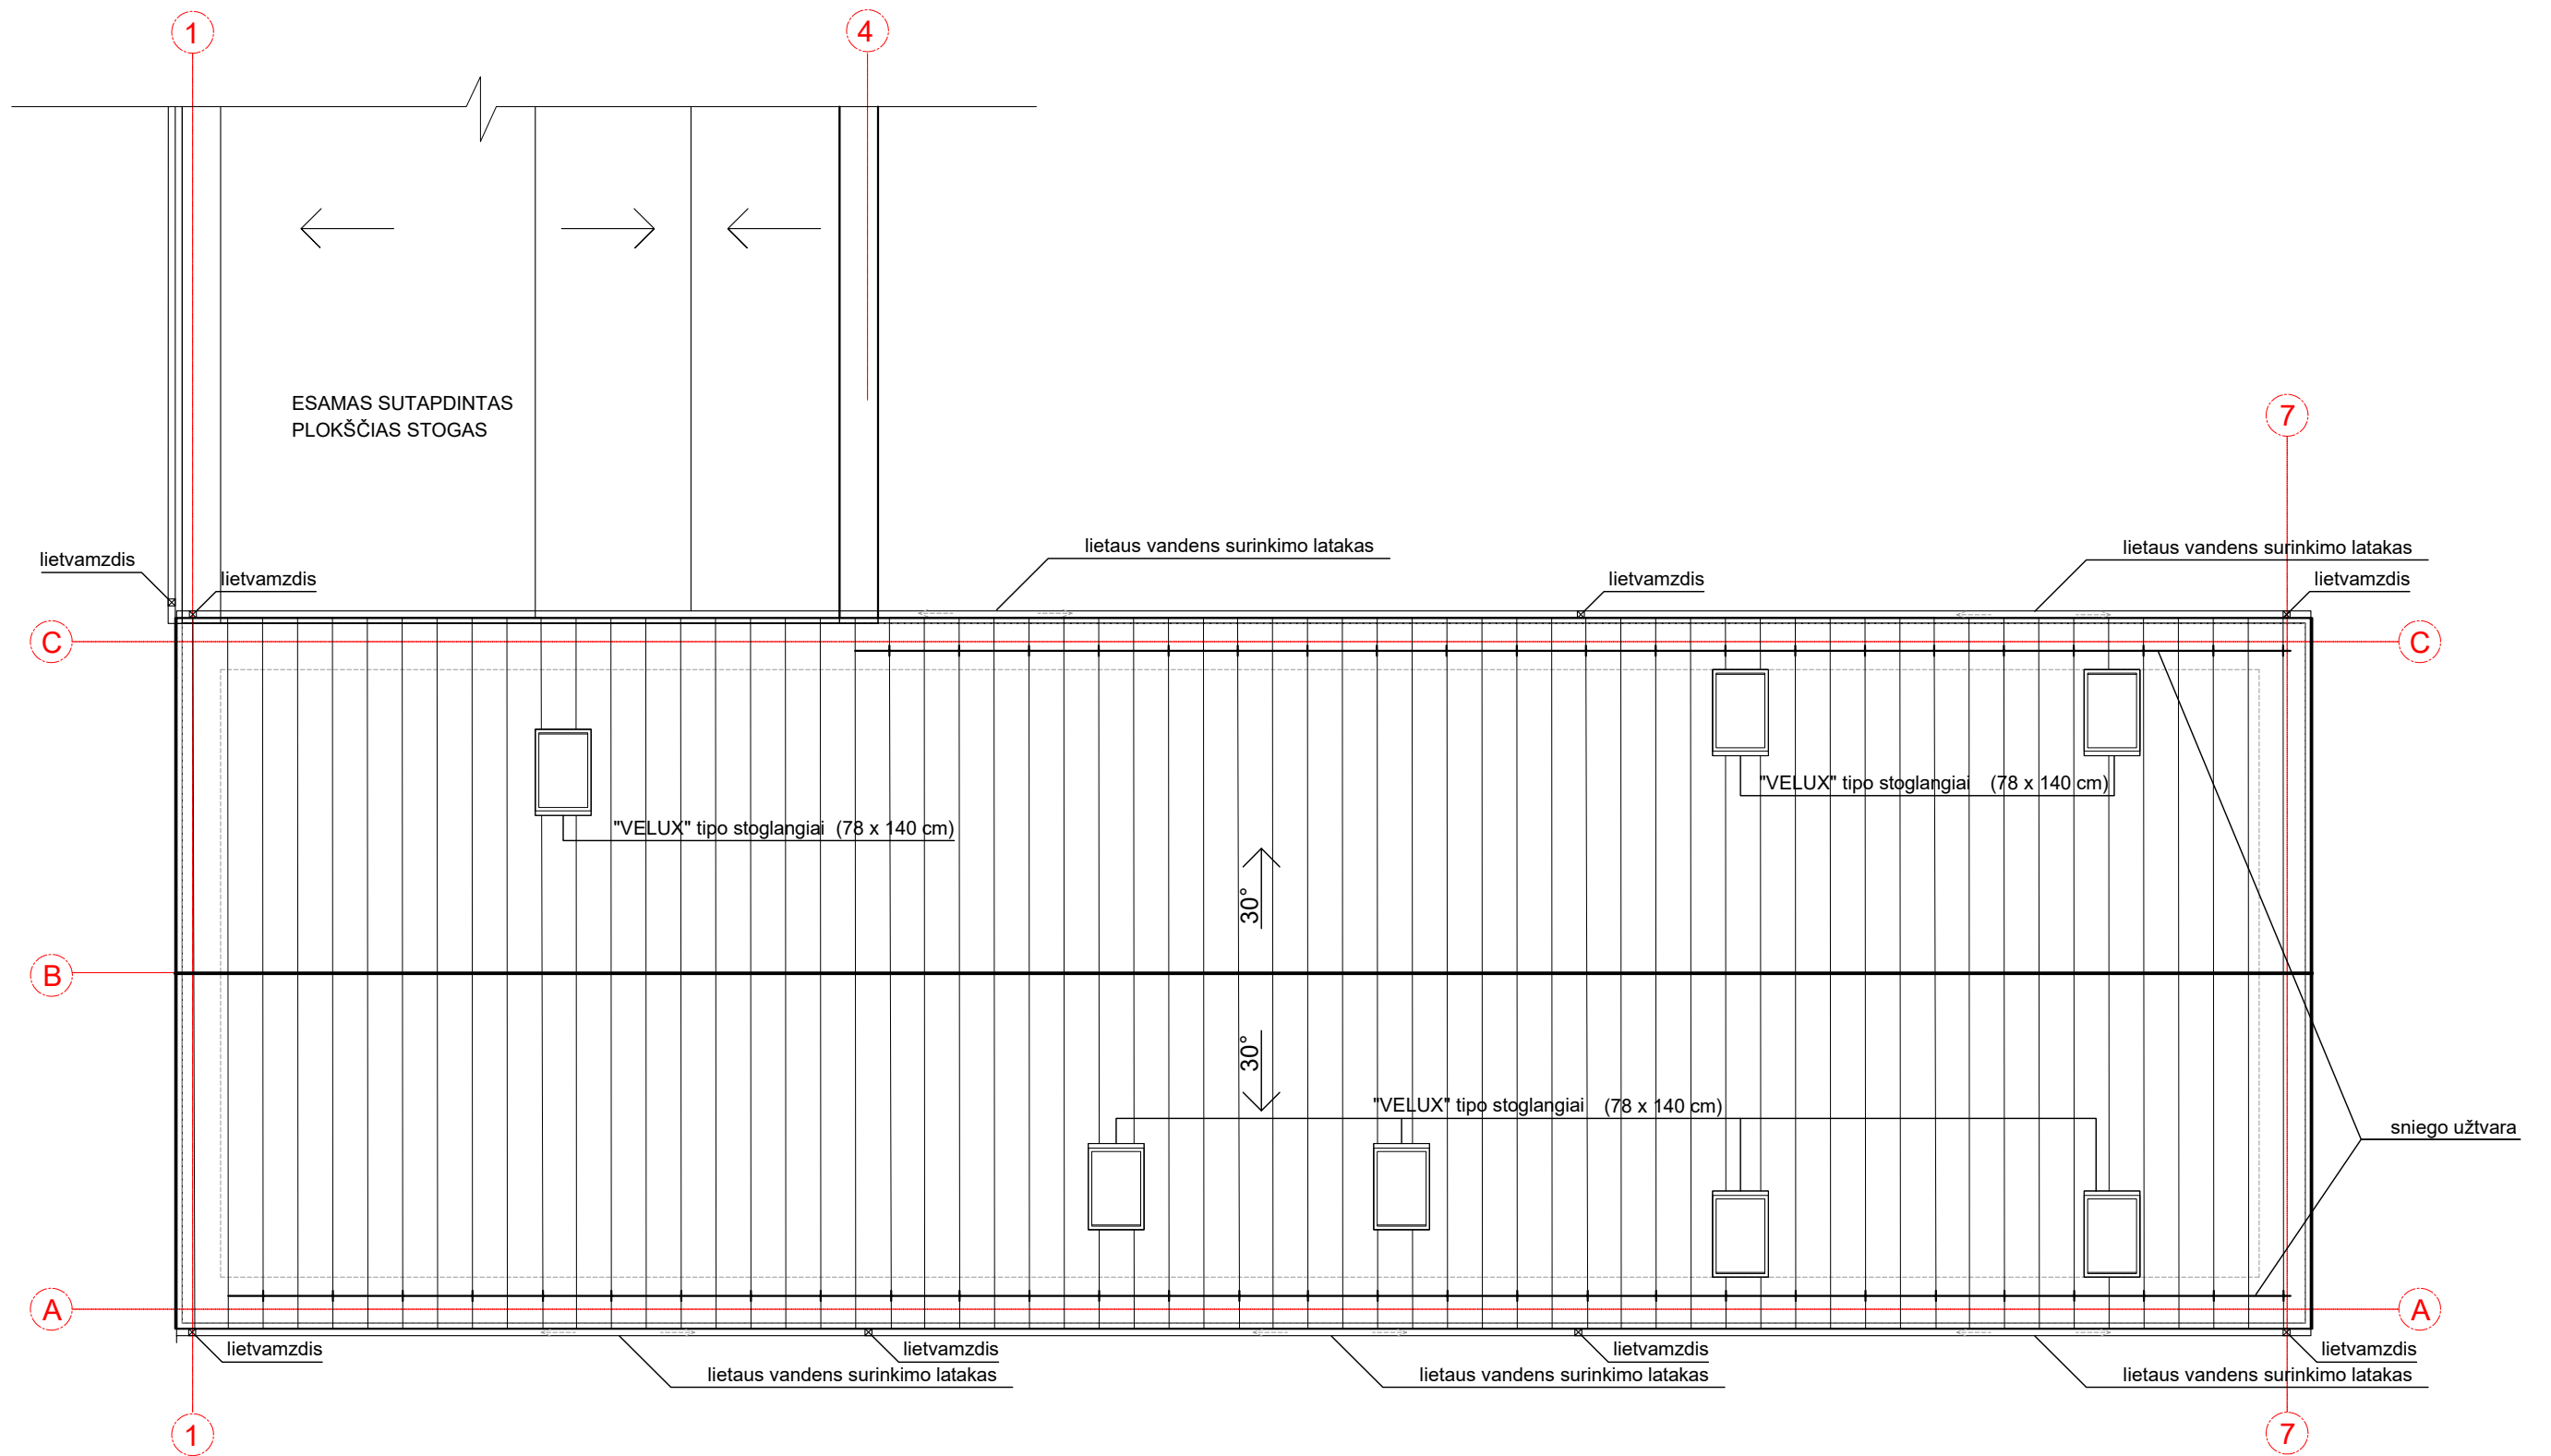 1
4
ESAMAS SUTAPDINTAS
PLOKŠČIAS STOGAS
7
lietaus vandens surinkimo latakas
lietaus vandens surinkimo latakas
lietvamzdis
lietvamzdis
lietvamzdis
lietvamzdis
C
C
"VELUX" tipo stoglangiai (78 x 140 cm)
"VELUX" tipo stoglangiai (78 x 140 cm)
30°
B
30°
"VELUX" tipo stoglangiai (78 x 140 cm)
sniego užtvara
A
A
lietvamzdis
lietvamzdis
lietvamzdis
lietvamzdis
lietaus vandens surinkimo latakas
lietaus vandens surinkimo latakas
lietaus vandens surinkimo latakas
1
7